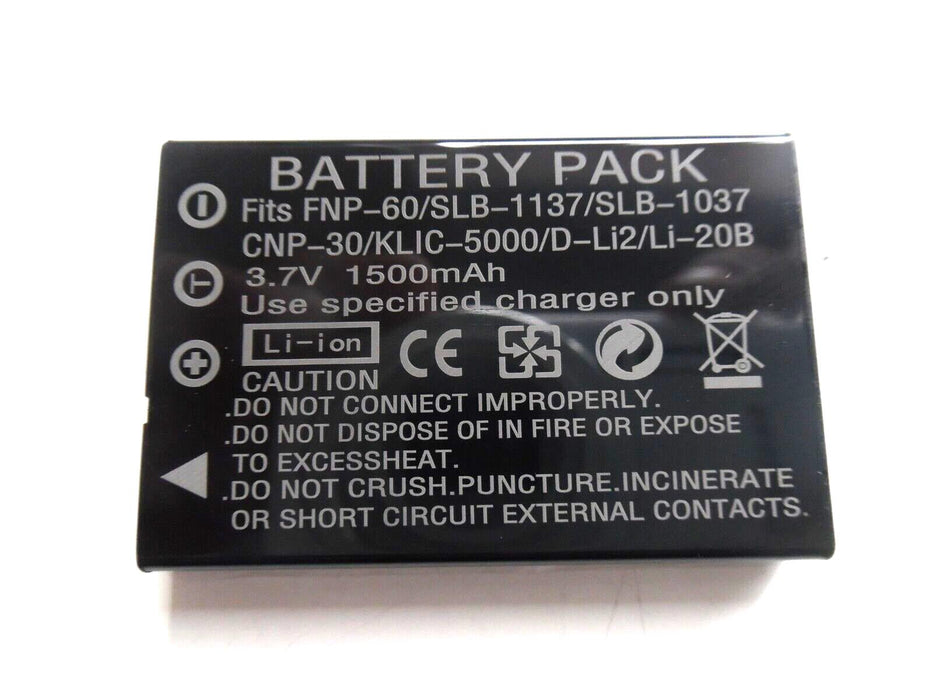 BATTERY PACK
Fits FNP-60/SLB-1137/SLB-1037
CNP-30/KLIC-5000/D-Li2/Li-20B
3.7V 1500mAh
Use specified charger only
T
Li-ion CE
CAUTION
.DO NOT CONNECT IMPROPERLY.
.DO NOT DISPOSE OF IN FIRE OR EXPOSE
TO EXCESSHEAT.
.DO NOT CRUSH.PUNCTURE.INCINERATE
OR SHORT CIRCUIT EXTERNAL CONTACTS.